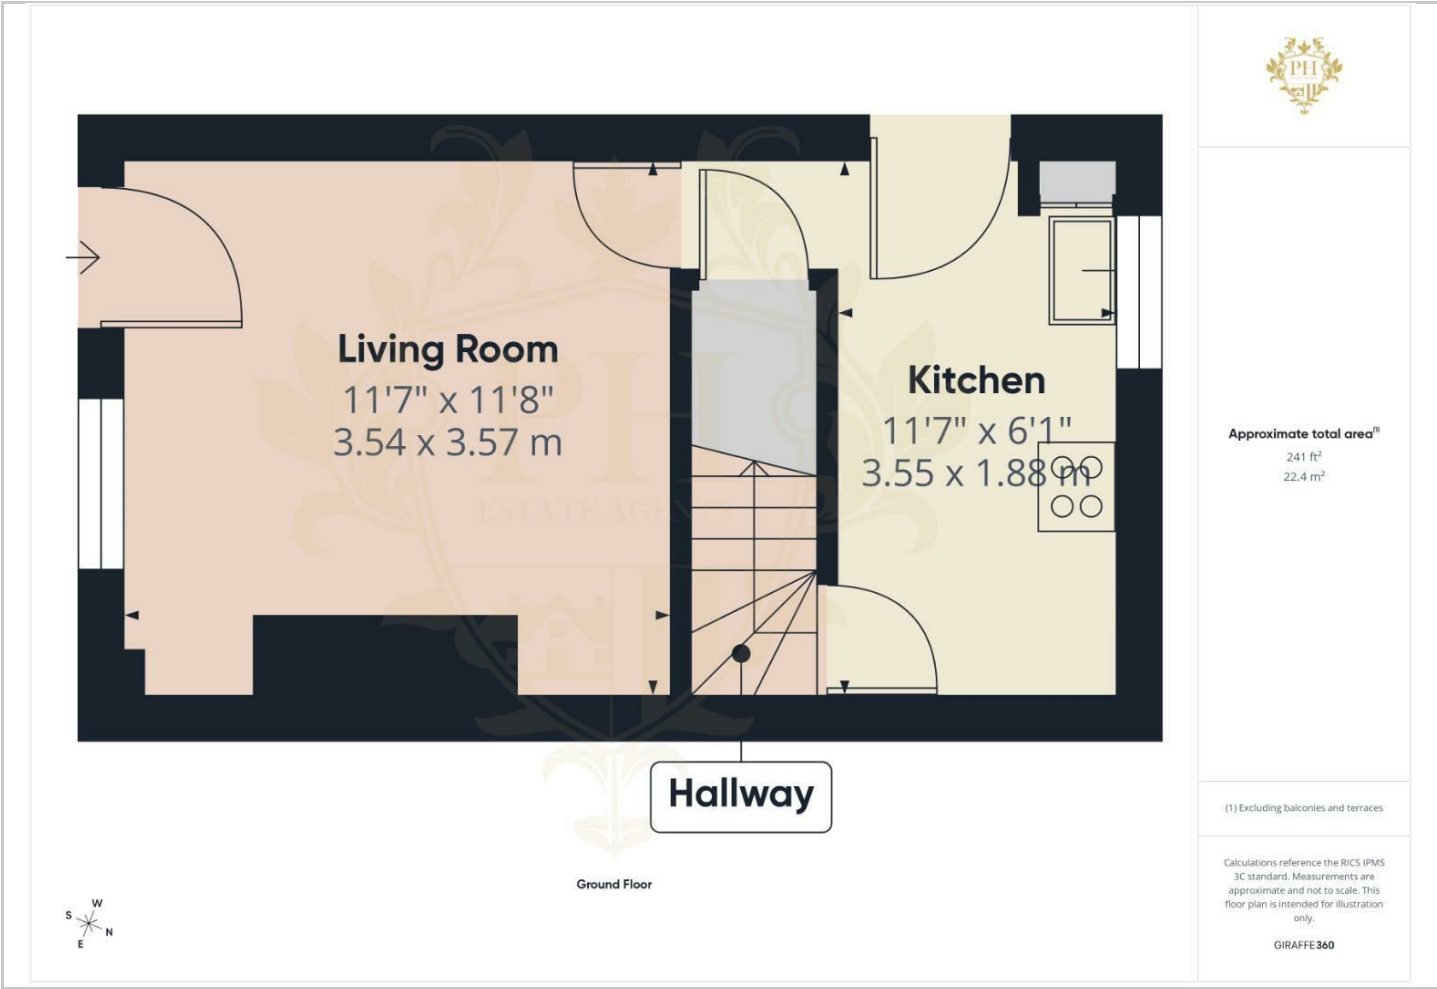 PH
Living Room
11'7" x 11'8"
3.54 x 3.57 m
Kitchen
11'7" x 6'1"
3.55 x 1.88 m
PH
ESTATE AGENTS
Hallway
Ground Floor
W
S
N
E
Approximate total area(1)
241 ft²
22.4 m²
(1) Excluding balconies and terraces
Calculations reference the RICS IPMS
3C standard. Measurements are
approximate and not to scale. This
floor plan is intended for illustration
only.
GIRAFFE360